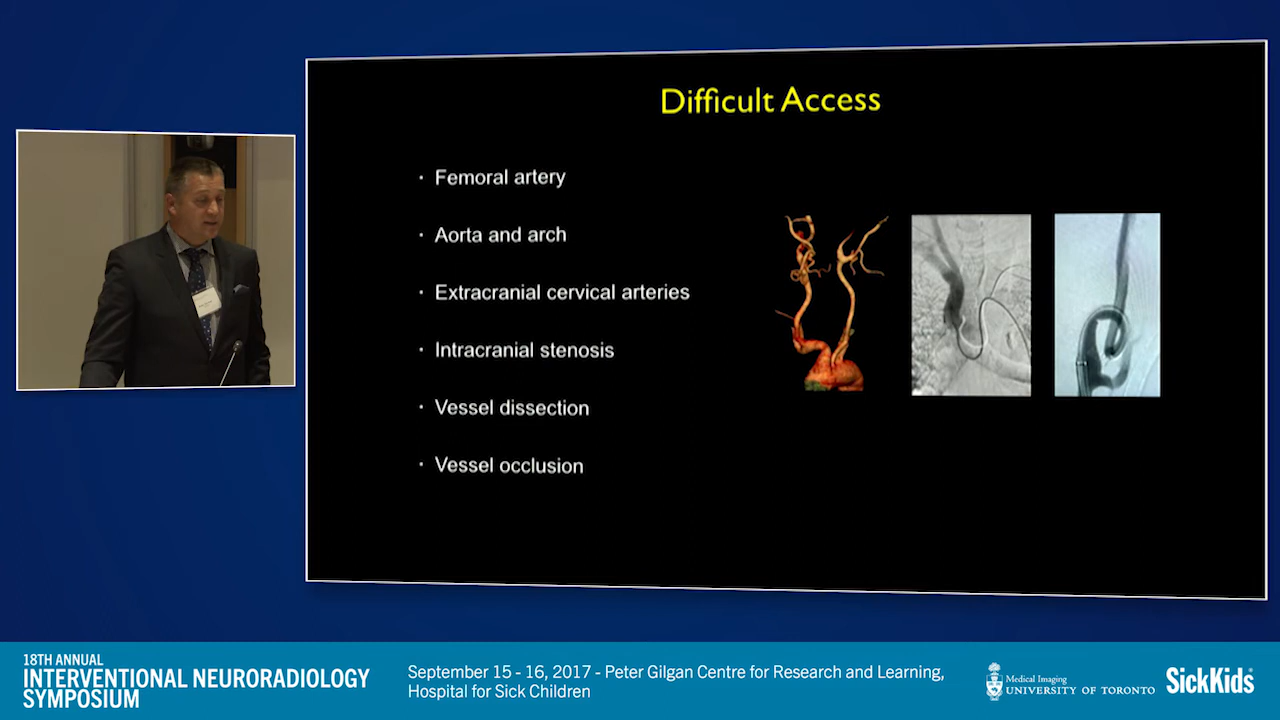 Difficult Access
· Femoral artery
· Aorta and arch
· Extracranial cervical arteries
· Intracranial stenosis
· Vessel dissection
· Vessel occlusion
18TH ANNUAL
INTERVENTIONAL NEURORADIOLOGY
SYMPOSIUM
September 15 - 16, 2017 - Peter Gilgan Centre for Research and Learning,
Hospital for Sick Children
Medical Imaging
UNIVERSITY OF TORONTO
SickKids®